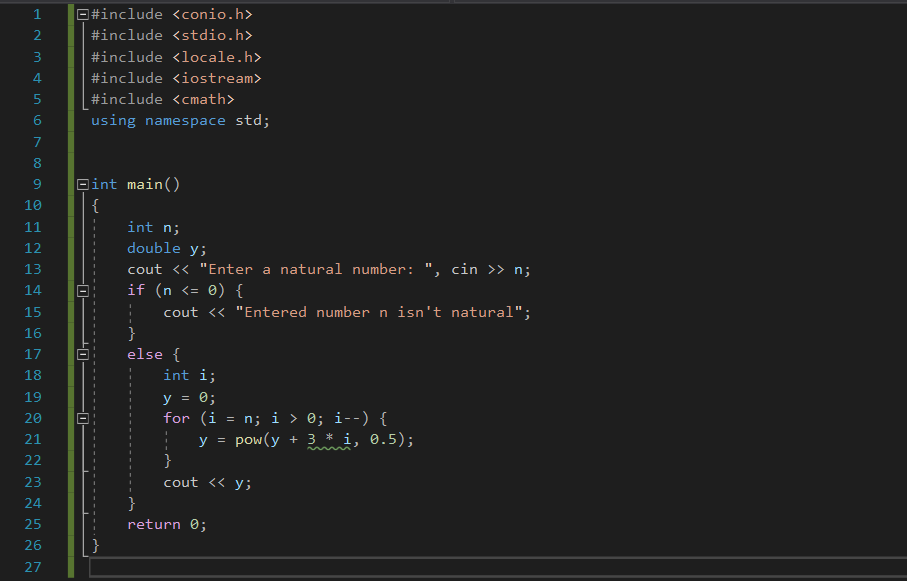 1 #include <conio.h>
2 #include <stdio.h>
3 #include <locale.h>
4 #include <iostream>
5 #include <cmath>
6 using namespace std;
7
8
9 int main()
10 {
11     int n;
12     double y;
13     cout << "Enter a natural number: ", cin >> n;
14     if (n <= 0) {
15         cout << "Entered number n isn't natural";
16     }
17     else {
18         int i;
19         y = 0;
20         for (i = n; i > 0; i--) {
21             y = pow(y + 3 * i, 0.5);
22         }
23         cout << y;
24     }
25     return 0;
26 }
27